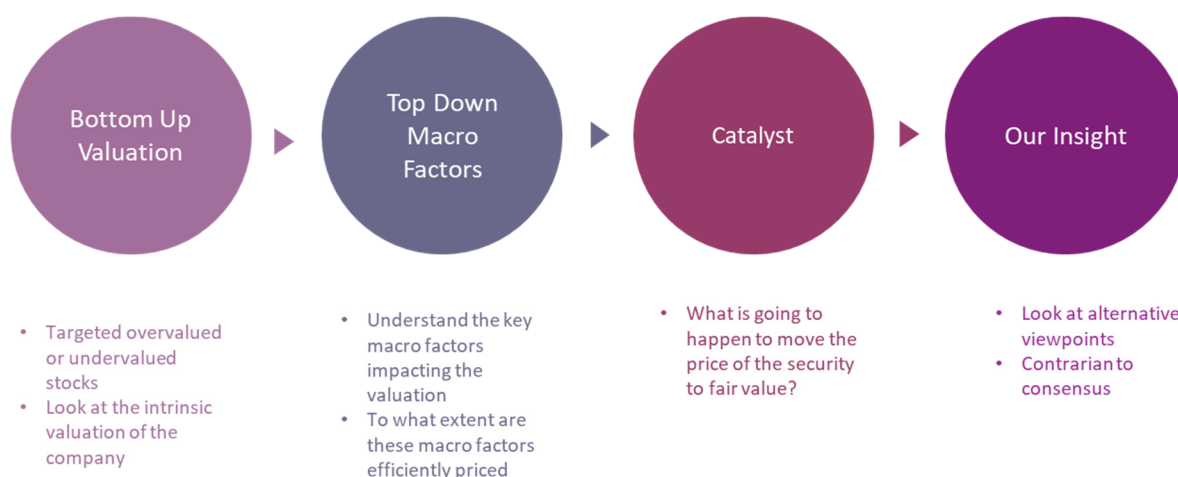 Bottom Up
Valuation
Top Down
Macro
Factors
Catalyst
Our Insight
• Targeted overvalued
or undervalued
stocks
• Look at the intrinsic
valuation of the
company
• Understand the key
macro factors
impacting the
valuation
• To what extent are
these macro factors
efficiently priced
• What is going to
happen to move the
price of the security
to fair value?
• Look at alternative
viewpoints
• Contrarian to
consensus